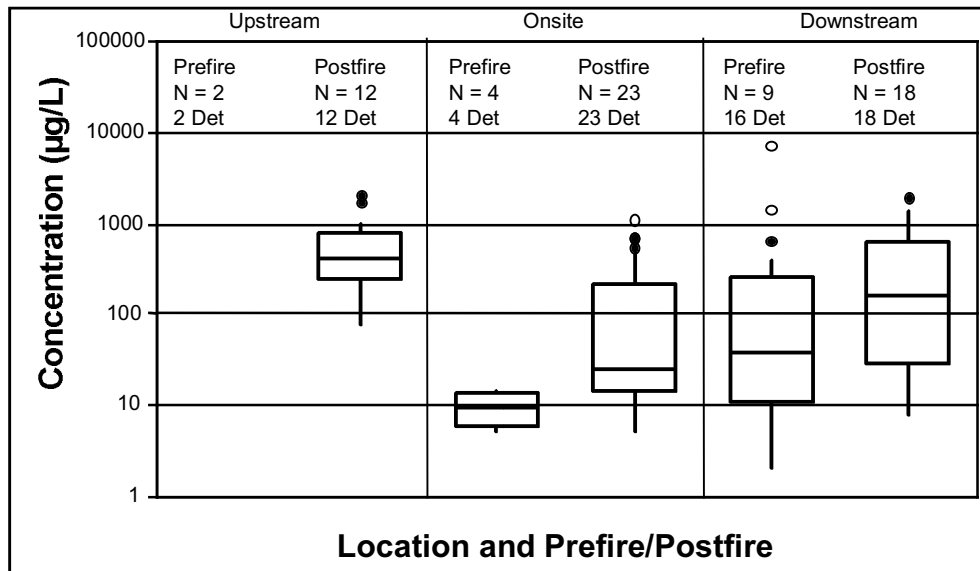 Upstream Onsite Downstream
Prefire Postfire Prefire Postfire Prefire Postfire
N = 2 N = 12 N = 4 N = 23 N = 9 N = 18
2 Det 12 Det 4 Det 23 Det 16 Det 18 Det
100000
10000
1000
100
10
1
Concentration (µg/L)
Location and Prefire/Postfire